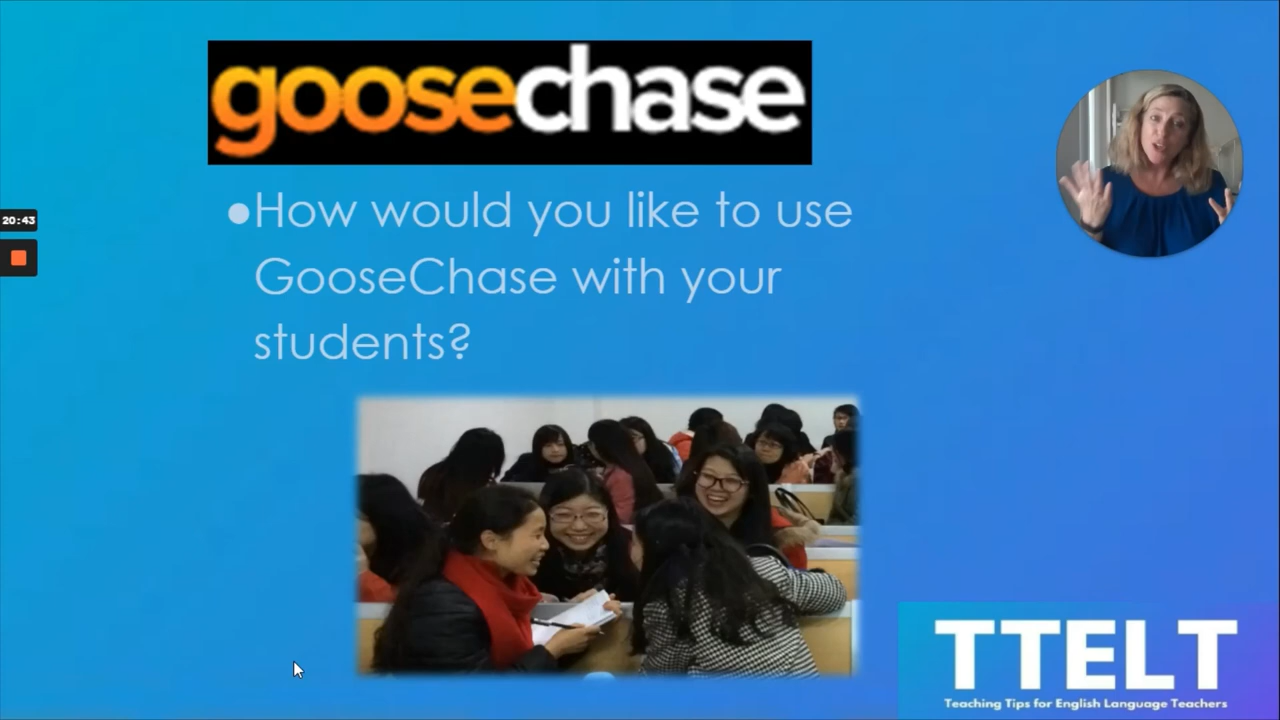 goosechase
●How would you like to use
GooseChase with your
students?
20:43
TTELT
Teaching Tips for English Language Teachers